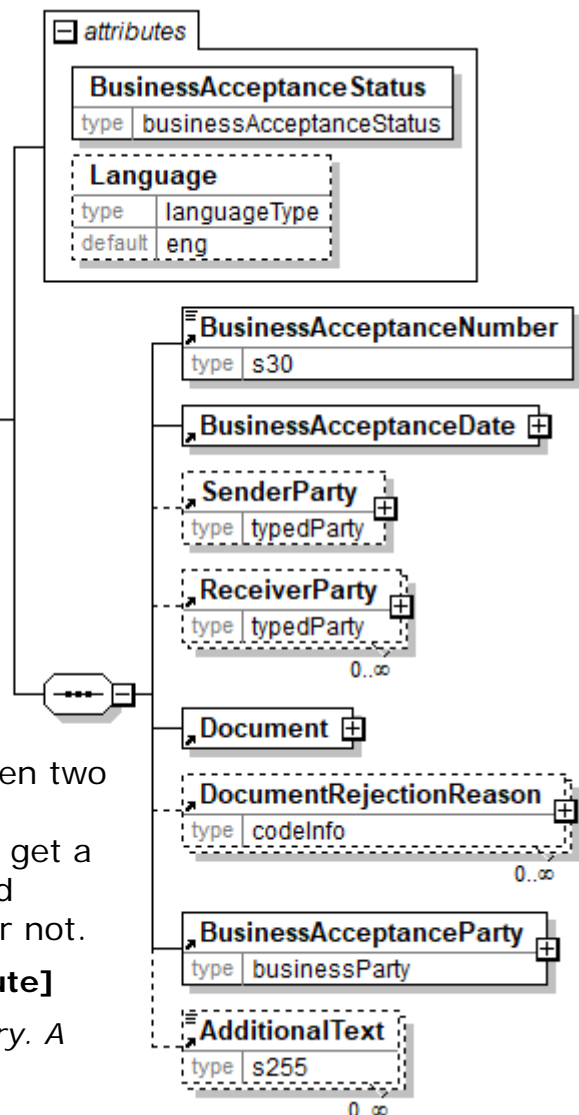 attributes
BusinessAcceptanceStatus
type businessAcceptanceStatus
Language
type languageType
default eng
BusinessAcceptanceNumber
type s30
BusinessAcceptanceDate
SenderParty
type typedParty
ReceiverParty
type typedParty
0..∞
Document
en two
DocumentRejectionReason
type codeInfo
get a
0..∞
d
r not.
BusinessAcceptanceParty
type businessParty
ute]
AdditionalText
ry. A
type s255
0..∞